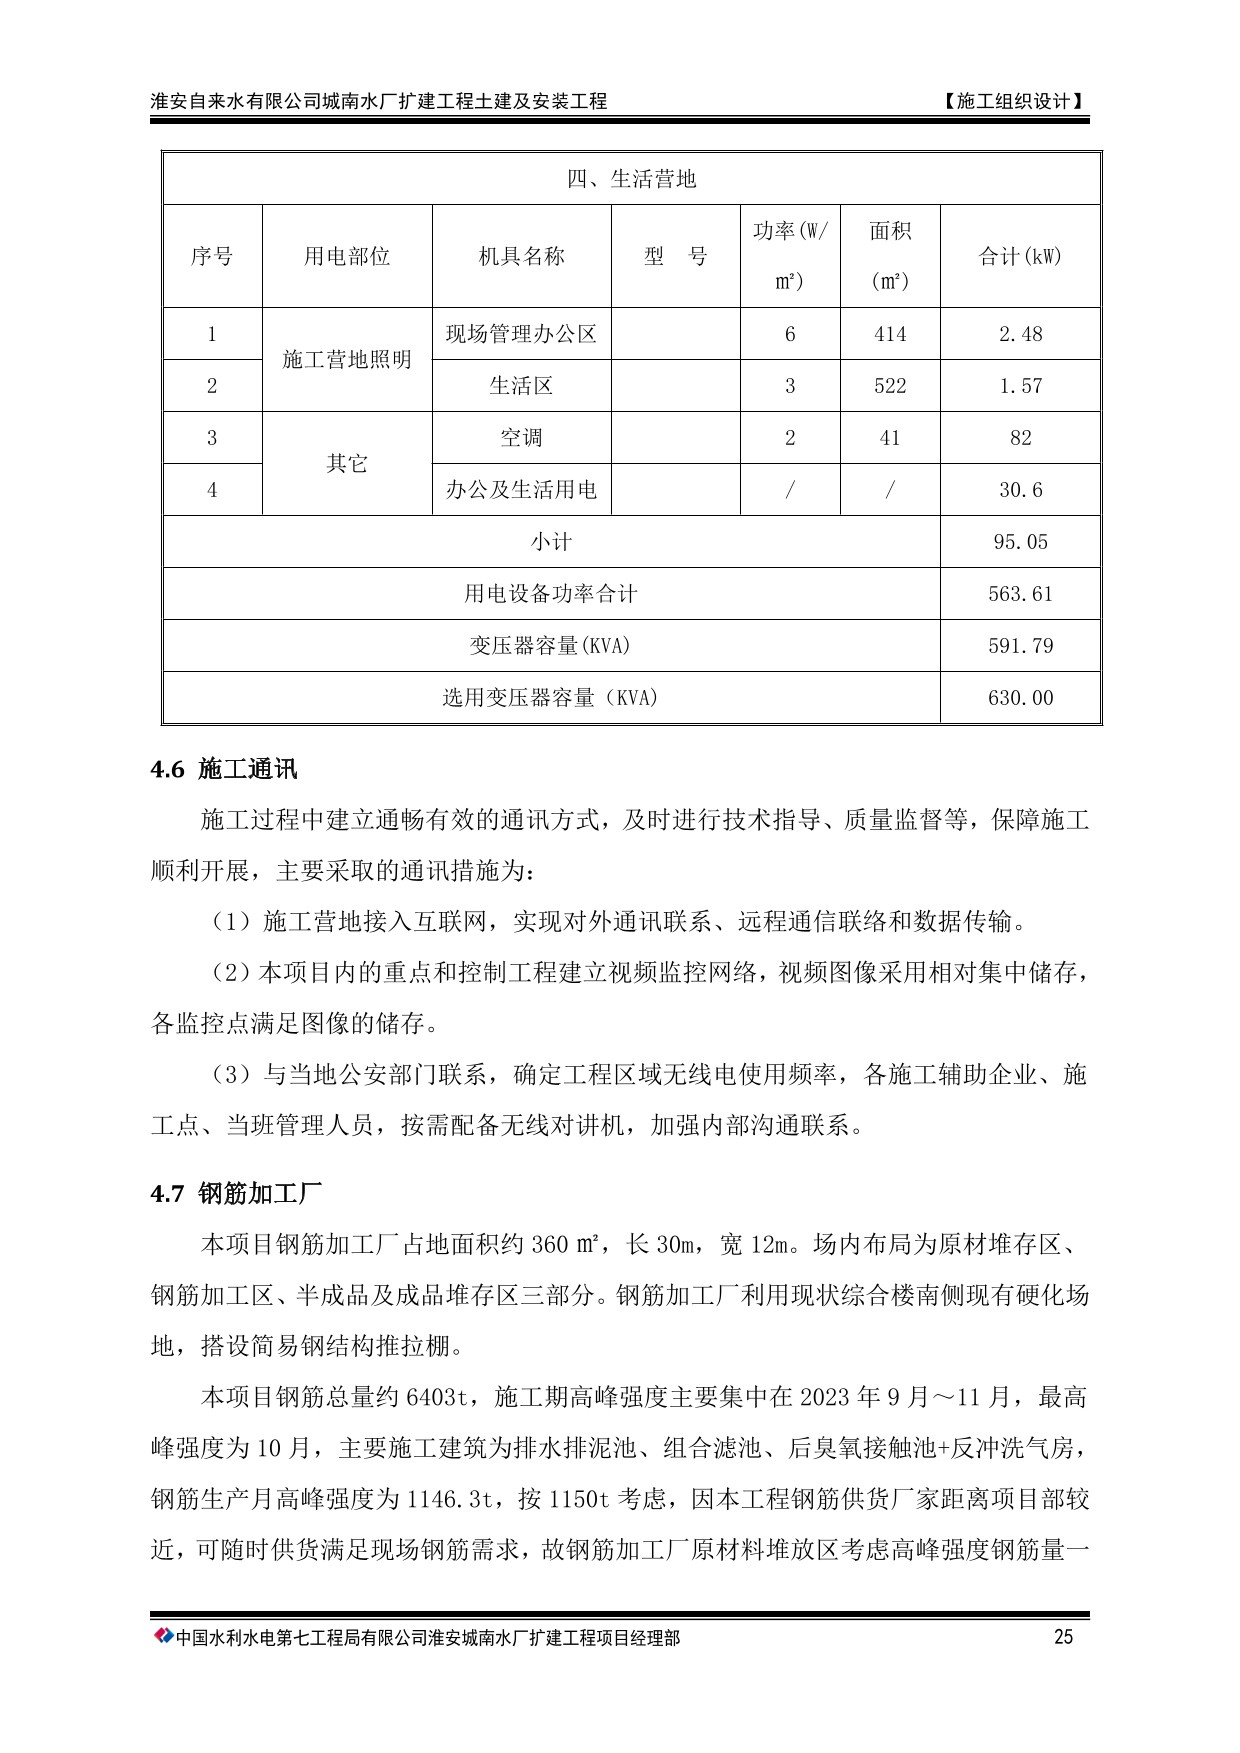 淮安自来水有限公司城南水厂扩建工程土建及安装工程 【施工组织设计】
四、生活营地
序号 用电部位 机具名称 型 号 功率(W/㎡) 面积(㎡) 合计(kW)
1 施工营地照明 现场管理办公区 6 414 2.48
2 生活区 3 522 1.57
3 其它 空调 2 41 82
4 办公及生活用电 / / 30.6
小计 95.05
用电设备功率合计 563.61
变压器容量(KVA) 591.79
选用变压器容量（KVA） 630.00
4.6 施工通讯
施工过程中建立通畅有效的通讯方式，及时进行技术指导、质量监督等，保障施工
顺利开展，主要采取的通讯措施为：
（1）施工营地接入互联网，实现对外通讯联系、远程通信联络和数据传输。
（2）本项目内的重点和控制工程建立视频监控网络，视频图像采用相对集中储存，
各监控点满足图像的储存。
（3）与当地公安部门联系，确定工程区域无线电使用频率，各施工辅助企业、施
工点、当班管理人员，按需配备无线对讲机，加强内部沟通联系。
4.7 钢筋加工厂
本项目钢筋加工厂占地面积约 360 ㎡，长 30m，宽 12m。场内布局为原材堆存区、
钢筋加工区、半成品及成品堆存区三部分。钢筋加工厂利用现状综合楼南侧现有硬化场
地，搭设简易钢结构推拉棚。
本项目钢筋总量约 6403t，施工期高峰强度主要集中在 2023 年 9 月～11 月，最高
峰强度为 10 月，主要施工建筑为排水排泥池、组合滤池、后臭氧接触池+反冲洗气房，
钢筋生产月高峰强度为 1146.3t，按 1150t 考虑，因本工程钢筋供货厂家距离项目部较
近，可随时供货满足现场钢筋需求，故钢筋加工厂原材料堆放区考虑高峰强度钢筋量一
中国水利水电第七工程局有限公司淮安城南水厂扩建工程项目经理部 25